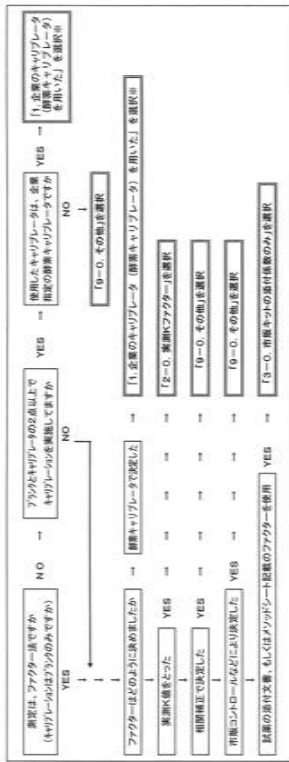 測定は、ファクター法ですか
(キャリブレーションはブランクのみですか)
NO
→
ブランクとキャリブレータの2点以上で
キャリブレーションを実施してますか
YES
→
使用したキャリブレータは、企業
指定の酵素キャリブレータですか
YES
→
「1.企業のキャリブレータ
(酵素キャリブレータ)
を用いた」を選択※
YES
↓
NO
NO
↓
「9-0.その他」を選択
ファクターはどのように決めましたか
→
酵素キャリブレータで決定した
→
「1.企業のキャリブレータ(酵素キャリブレータ)を用いた」を選択※
↓
実測K値をとった
YES
→
「2-0.実測Kファクター」を選択
↓
相関補正で決定した
YES
→
「9-0.その他」を選択
↓
市販コントロールなどにより決定した
YES
→
「9-0.その他」を選択
↓
試薬の添付文書、もしくはメソッドシート記載のファクターを使用
YES
→
「3-0.市販キットの添付係数のみ」を選択